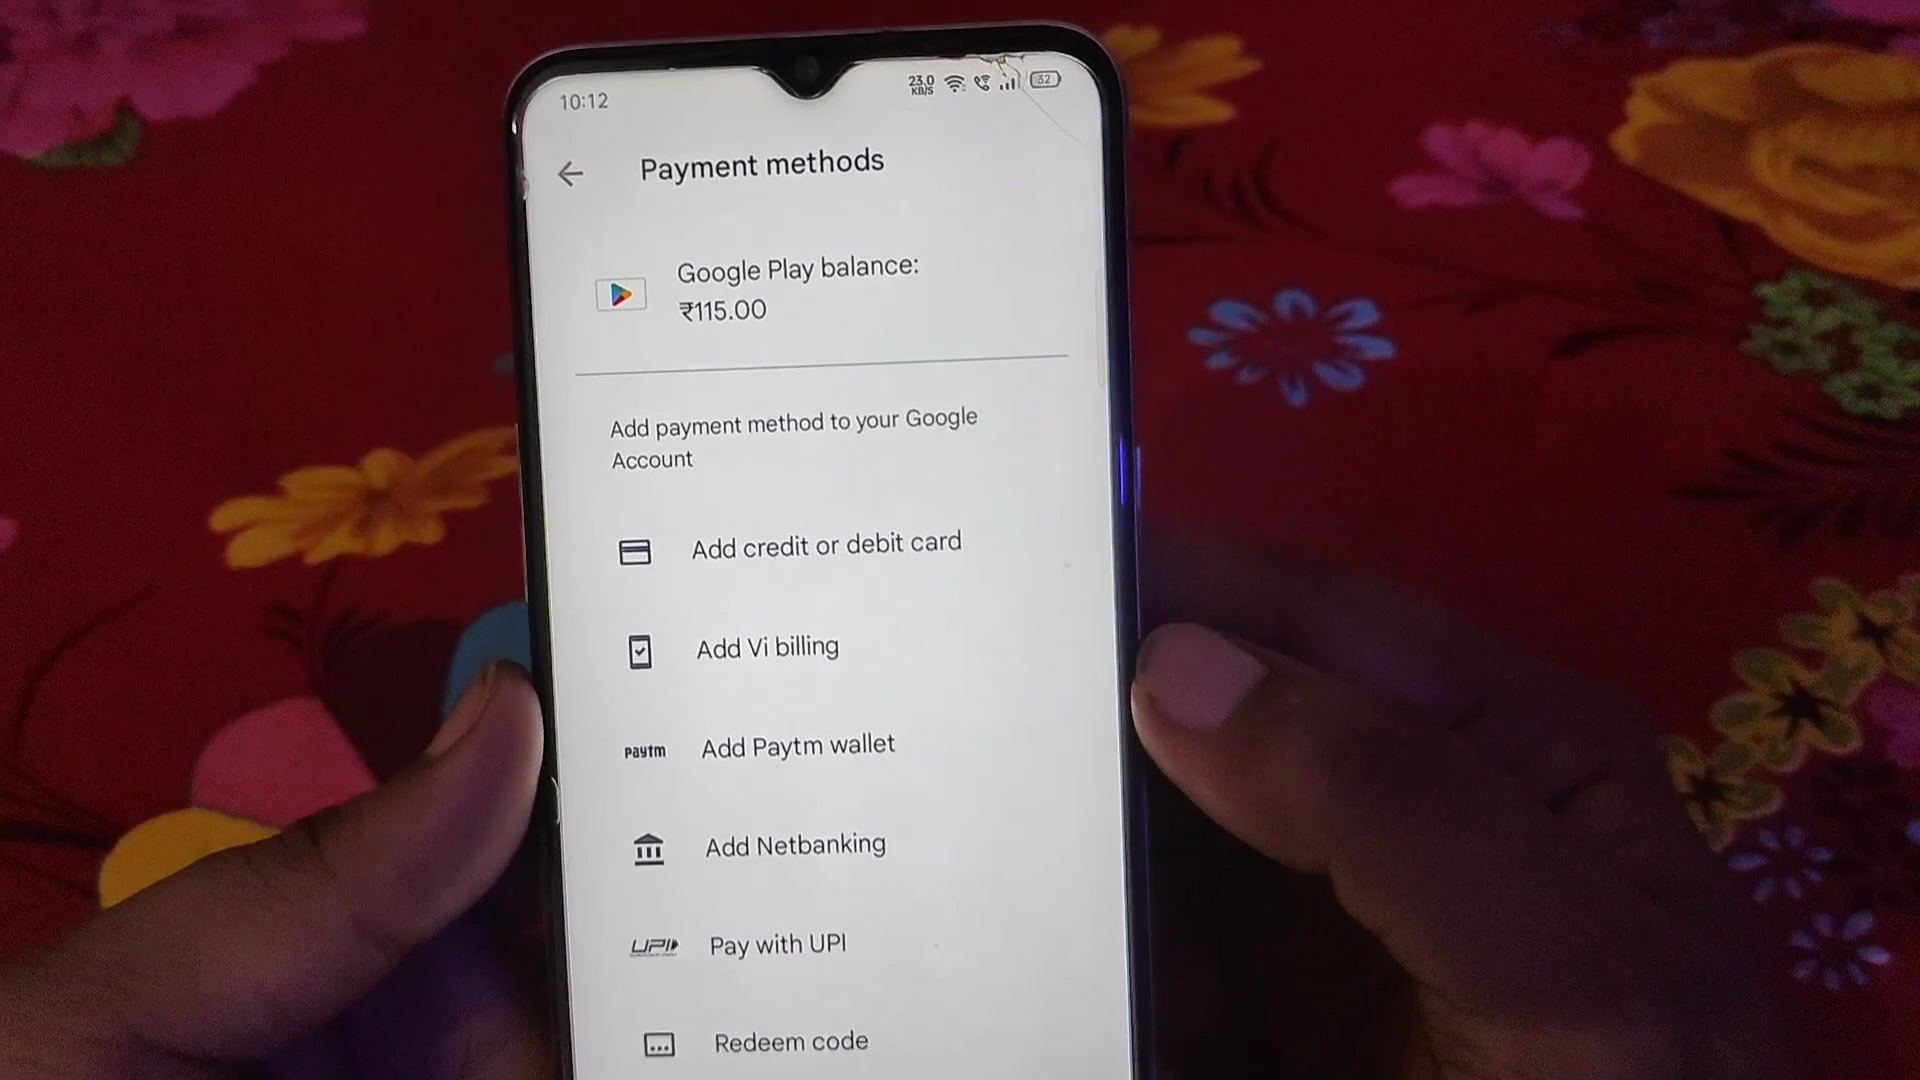 10:12
23.0
KB/S
32
Payment methods
Google Play balance:
₹115.00
Add payment method to your Google
Account
Add credit or debit card
Add Vi billing
paytm Add Paytm wallet
Add Netbanking
UPI Pay with UPI
Redeem code